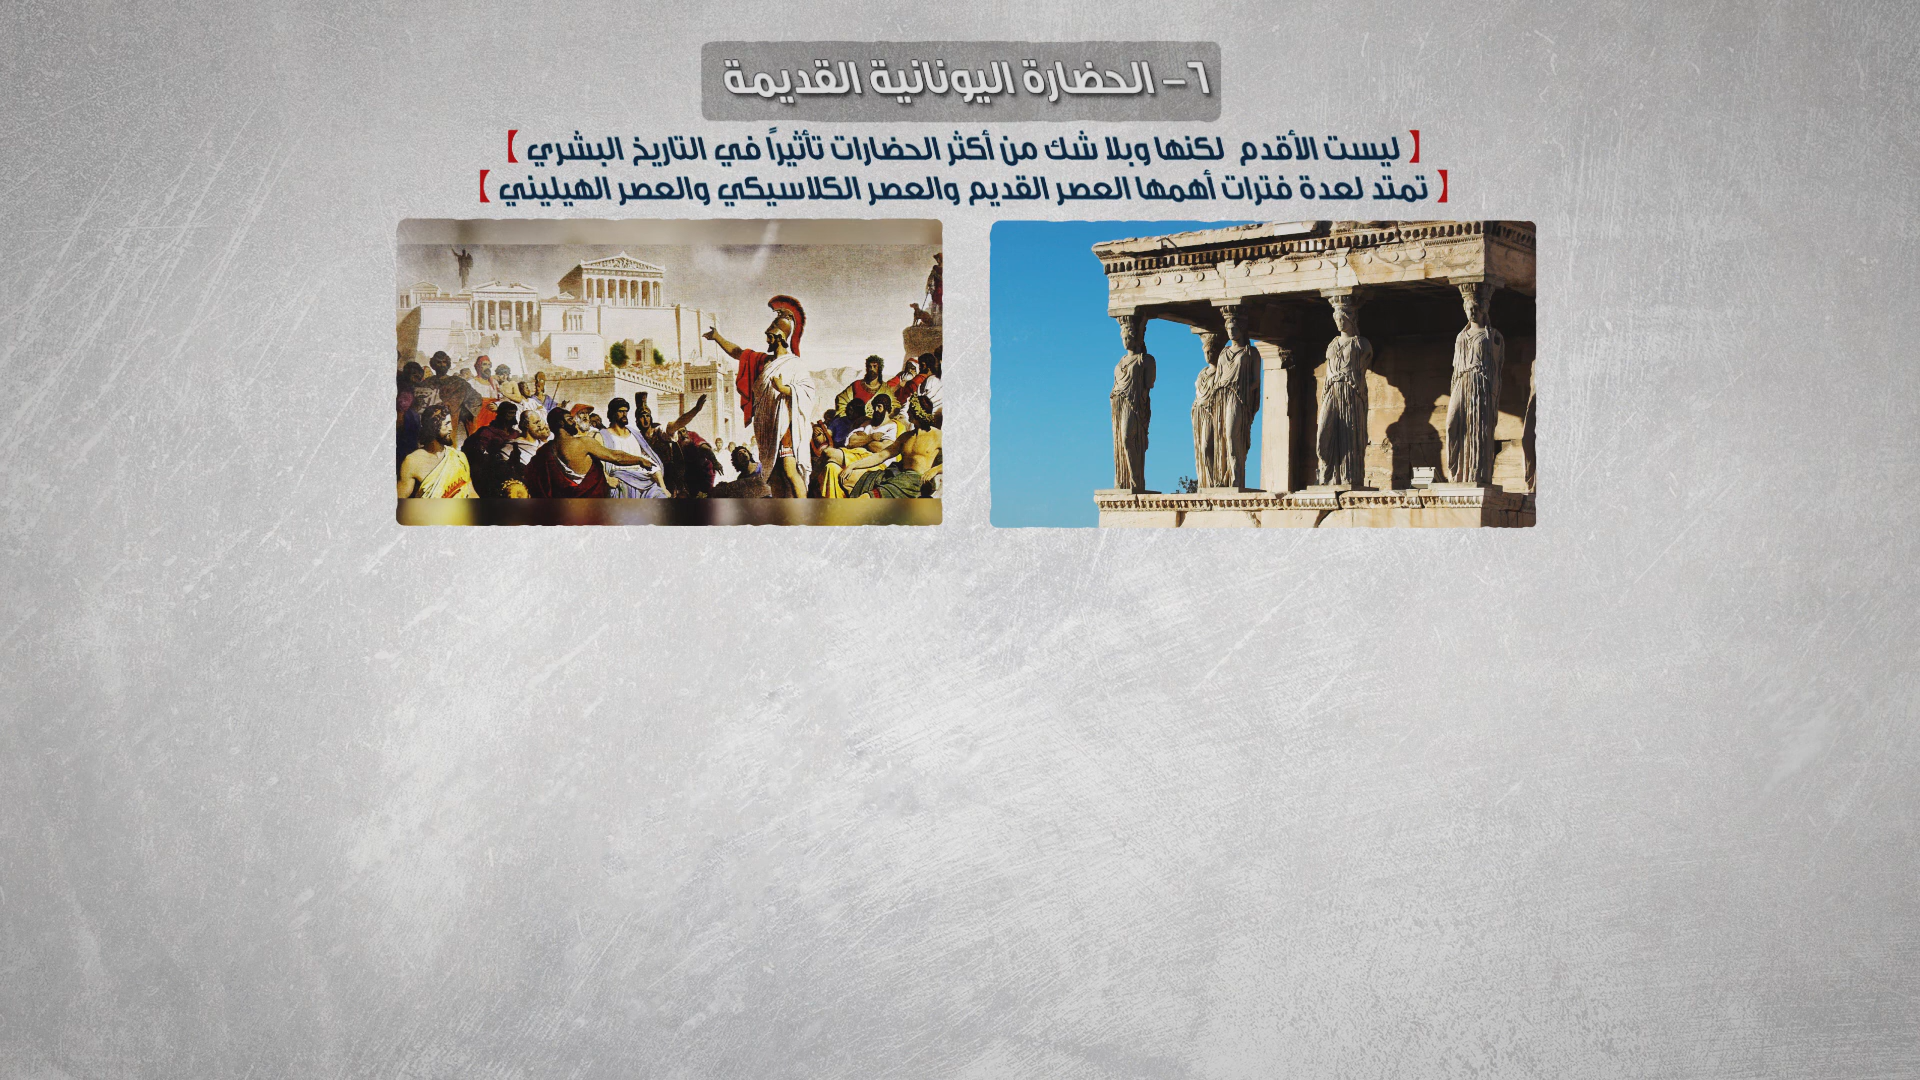 ٦- الحضارة اليونانية القديمة
【 ليست الأقدم لكنها وبلا شك من أكثر الحضارات تأثيراً في التاريخ البشري 】
【 تمتد لعدة فترات أهمها العصر القديم والعصر الكلاسيكي والعصر الهيليني 】